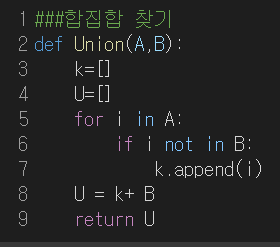 1 ###합집합 찾기
2 def Union(A,B):
3     k=[]
4     U=[]
5     for i in A:
6         if i not in B:
7             k.append(i)
8     U = k+ B
9     return U